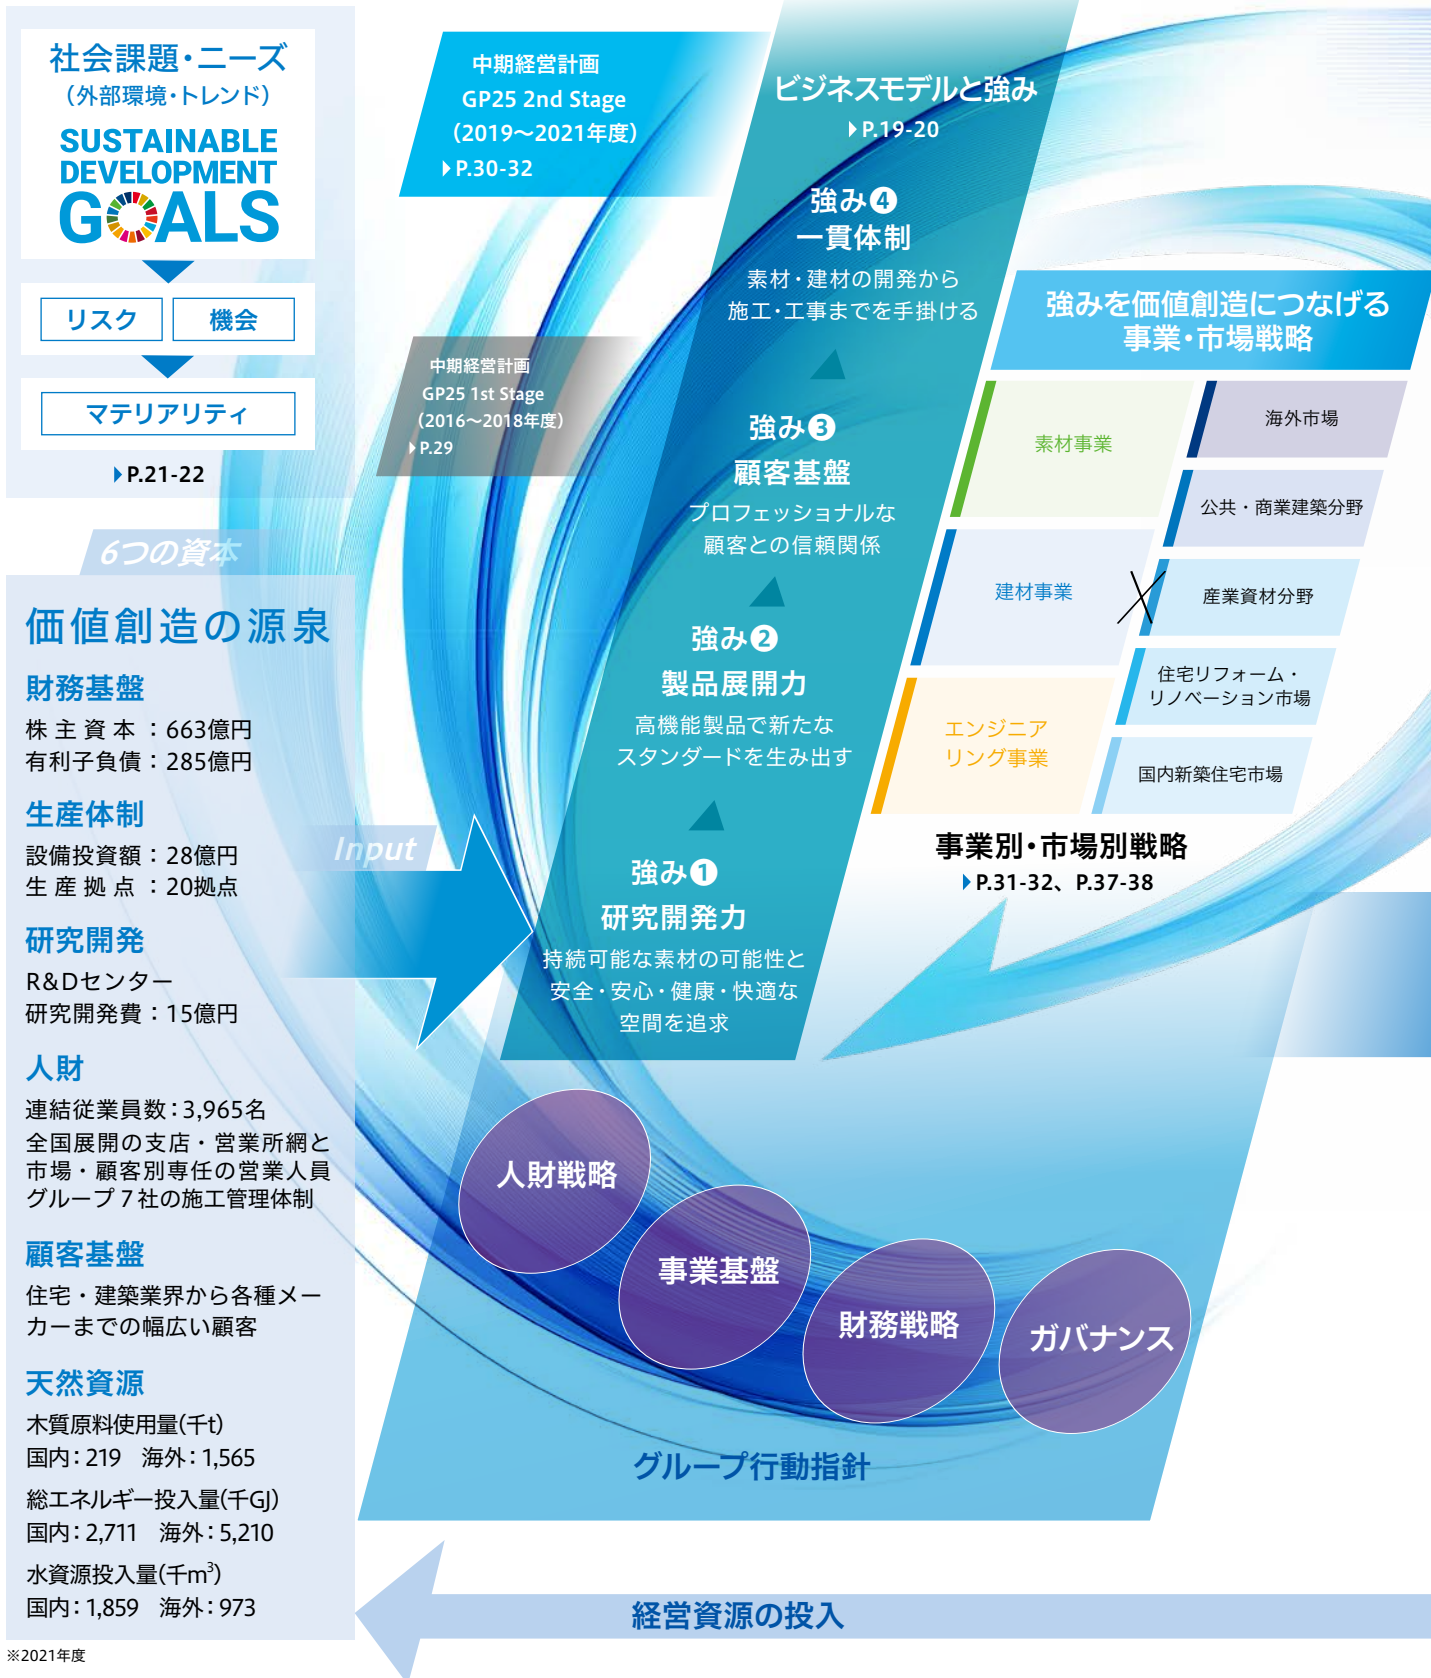 社会課題・ニーズ
（外部環境・トレンド）
SUSTAINABLE
DEVELOPMENT
GOALS
リスク
機会
マテリアリティ
P.21-22
6つの資本
価値創造の源泉
財務基盤
株主資本：663億円
有利子負債：285億円
生産体制
設備投資額：28億円
生産拠点：20拠点
研究開発
R&Dセンター
研究開発費：15億円
人財
連結従業員数：3,965名
全国展開の支店・営業所網と
市場・顧客別専任の営業人員
グループ7社の施工管理体制
顧客基盤
住宅・建築業界から各種メー
カーまでの幅広い顧客
天然資源
木質原料使用量(千t)
国内：219　海外：1,565
総エネルギー投入量(千GJ)
国内：2,711　海外：5,210
水資源投入量(千m³)
国内：1,859　海外：973
※2021年度
中期経営計画
GP25 2nd Stage
（2019〜2021年度）
P.30-32
中期経営計画
GP25 1st Stage
（2016〜2018年度）
P.29
Input
ビジネスモデルと強み
P.19-20
強み❹
一貫体制
素材・建材の開発から
施工・工事までを手掛ける
強み❸
顧客基盤
プロフェッショナルな
顧客との信頼関係
強み❷
製品展開力
高機能製品で新たな
スタンダードを生み出す
強み❶
研究開発力
持続可能な素材の可能性と
安全・安心・健康・快適な
空間を追求
強みを価値創造につなげる
事業・市場戦略
素材事業
建材事業
エンジニア
リング事業
海外市場
公共・商業建築分野
産業資材分野
住宅リフォーム・
リノベーション市場
国内新築住宅市場
事業別・市場別戦略
P.31-32、P.37-38
人財戦略
事業基盤
財務戦略
ガバナンス
グループ行動指針
経営資源の投入